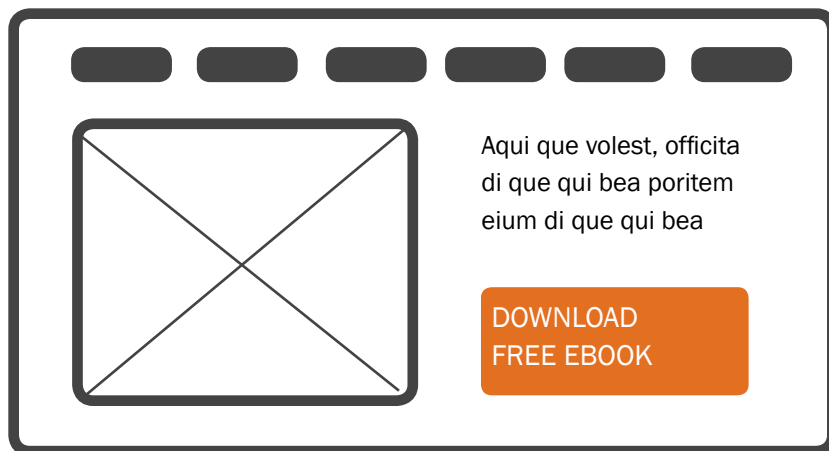 Aqui que volest, officita
di que qui bea poritem
eium di que qui bea
DOWNLOAD
FREE EBOOK